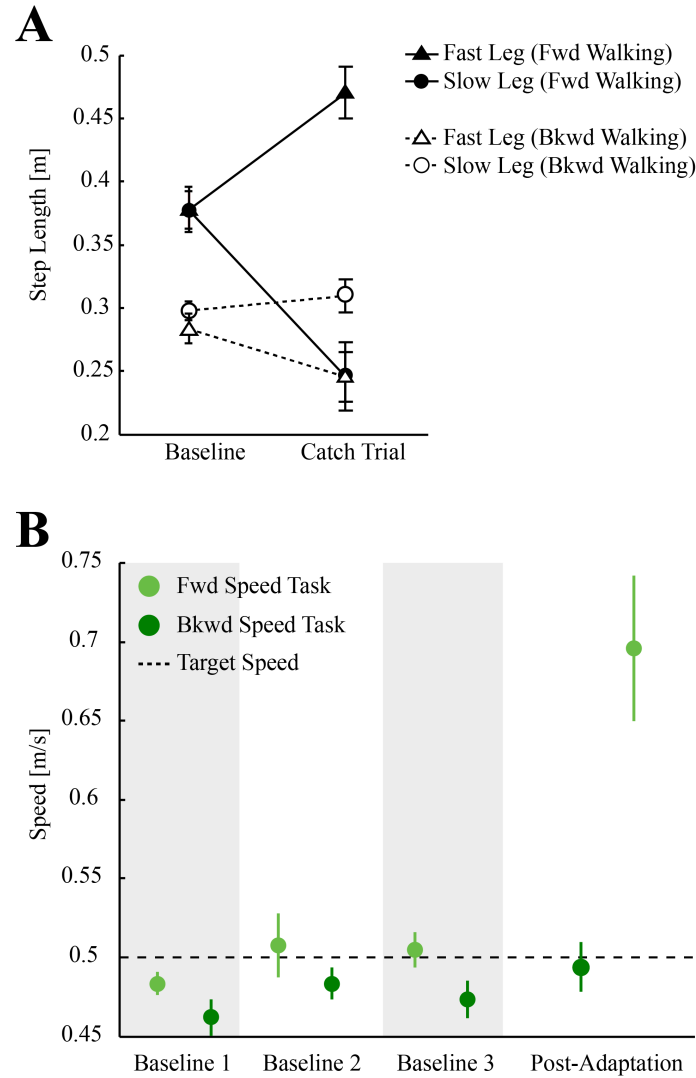 A
0.5
0.45
0.4
0.35
0.3
0.25
0.2
Step Length [m]
Baseline
Catch Trial
Fast Leg (Fwd Walking)
Slow Leg (Fwd Walking)
Fast Leg (Bkwd Walking)
Slow Leg (Bkwd Walking)
B
0.75
0.7
0.65
0.6
0.55
0.5
0.45
Speed [m/s]
Fwd Speed Task
Bkwd Speed Task
Target Speed
Baseline 1
Baseline 2
Baseline 3
Post-Adaptation